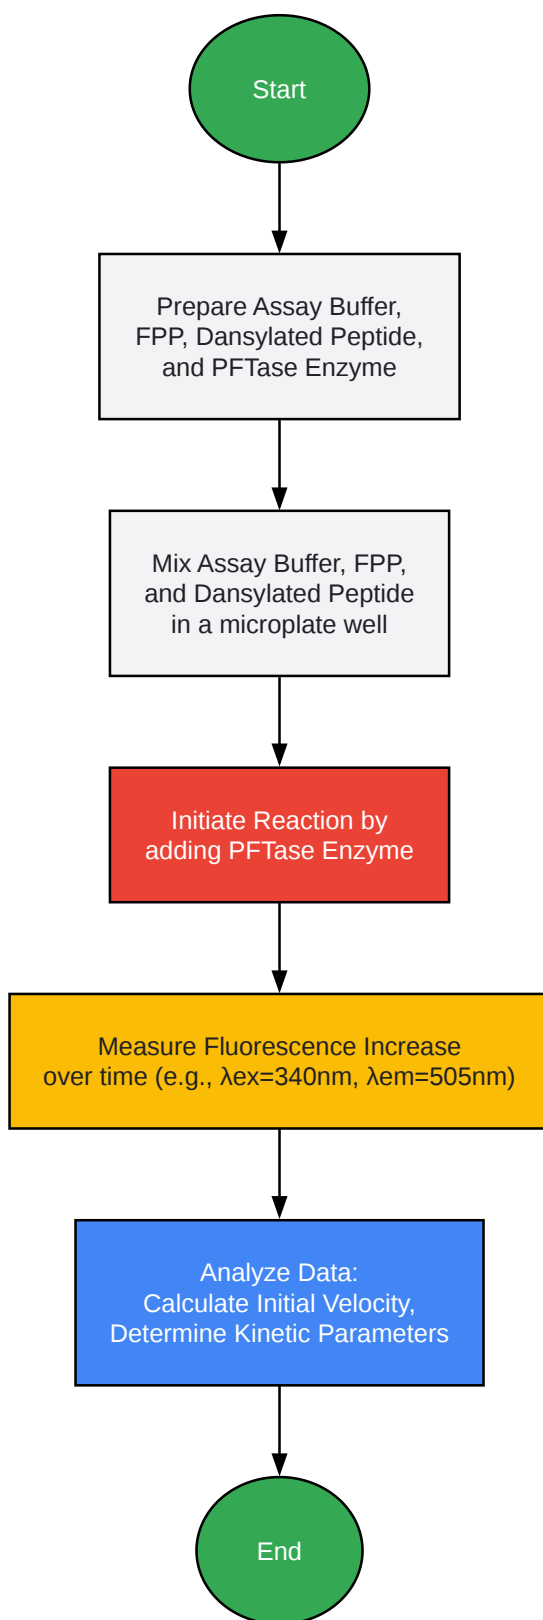 Start
Prepare Assay Buffer,
FPP, Dansylated Peptide,
and PFTase Enzyme
Mix Assay Buffer, FPP,
and Dansylated Peptide
in a microplate well
Initiate Reaction by
adding PFTase Enzyme
Measure Fluorescence Increase
over time (e.g., λex=340nm, λem=505nm)
Analyze Data:
Calculate Initial Velocity,
Determine Kinetic Parameters
End